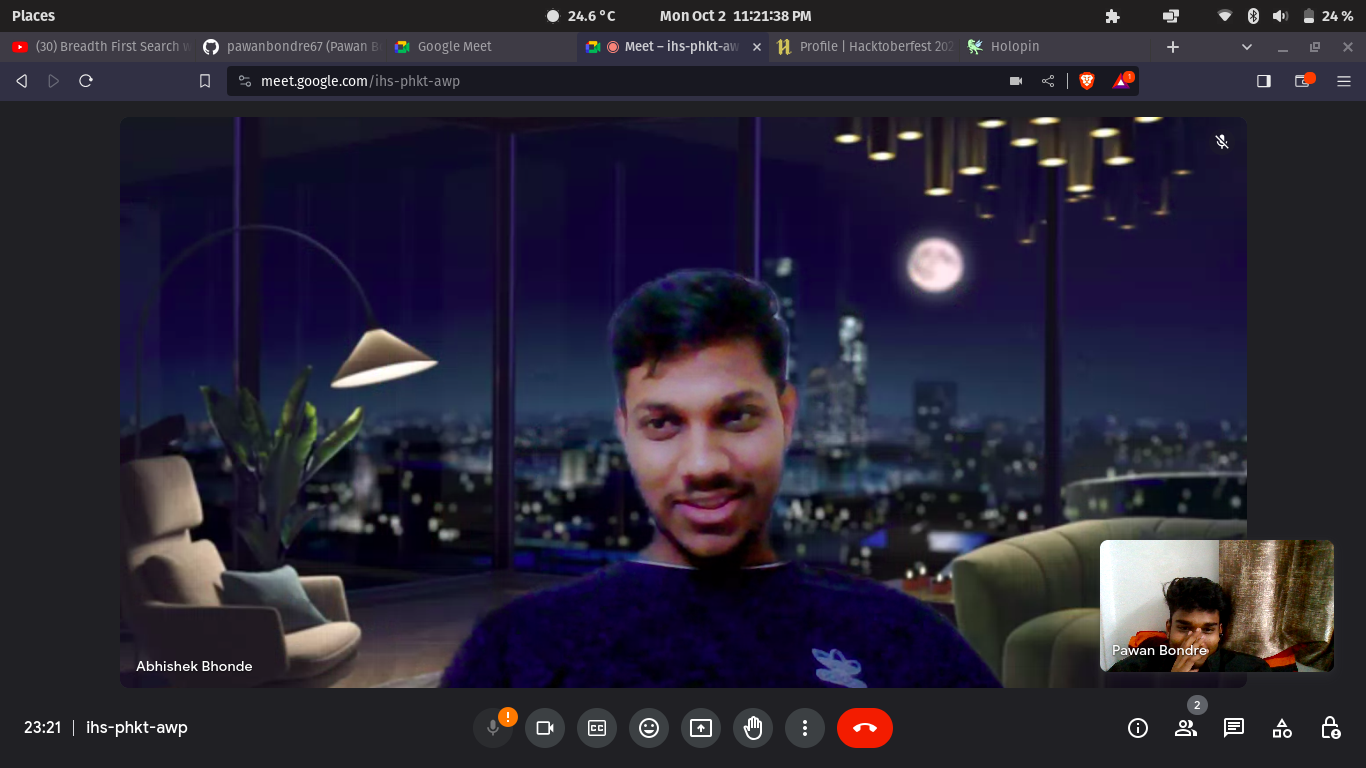 Places
24.6 °C
Mon Oct 2 11:21:38 PM
24 %
(30) Breadth First Search w
pawanbondre67 (Pawan B
Google Meet
Meet – ihs-phkt-aw
Profile | Hacktoberfest 202
Holopin
meet.google.com/ihs-phkt-awp
1
Abhishek Bhonde
Pawan Bondre
23:21
ihs-phkt-awp
!
CC
2